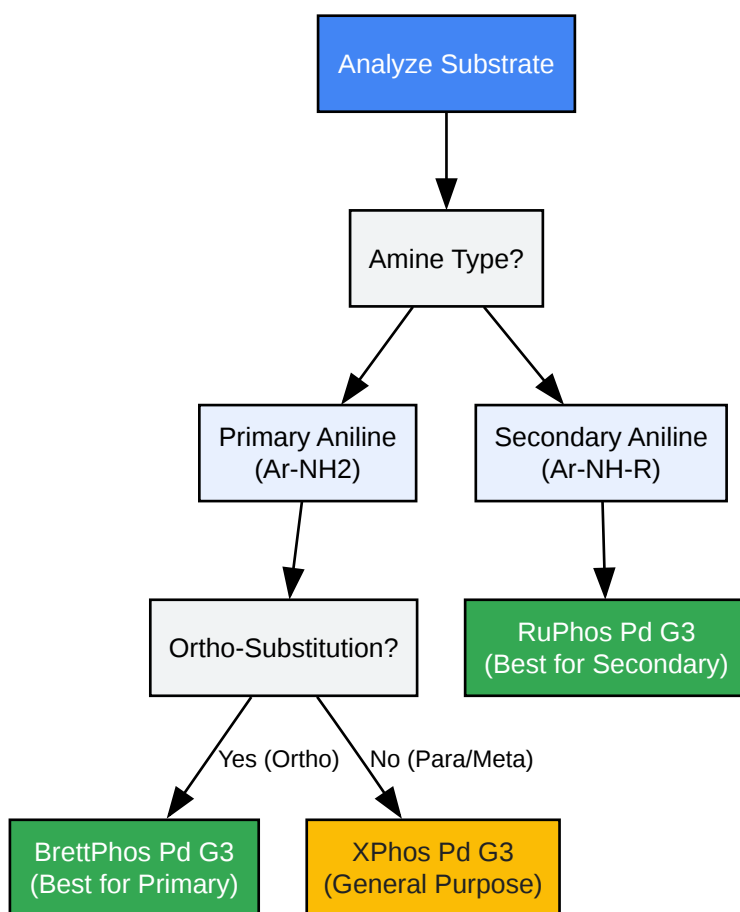 Analyze Substrate
Amine Type?
Primary Aniline
(Ar-NH2)
Secondary Aniline
(Ar-NH-R)
Ortho-Substitution?
RuPhos Pd G3
(Best for Secondary)
Yes (Ortho)
No (Para/Meta)
BrettPhos Pd G3
(Best for Primary)
XPhos Pd G3
(General Purpose)